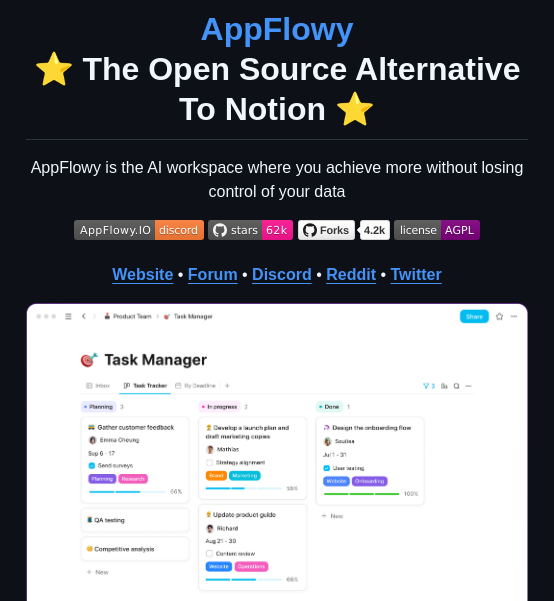 AppFlowy
⭐ The Open Source Alternative
To Notion ⭐
AppFlowy is the AI workspace where you achieve more without losing
control of your data
AppFlowy.IO discord stars 62k Forks 4.2k license AGPL
Website • Forum • Discord • Reddit • Twitter
Product Team › Task Manager
Share
Task Manager
Inbox Task Tracker By Deadline +
3
Planning 3
Gather customer feedback
Emma Cheung
Sep 6 - 17
Send surveys
Planning Research
66%
QA testing
Competitive analysis
+ New
In progress 2
Develop a launch plan and
draft marketing copies
Mathias
Strategy alignment
Brand Marketing
Update product guide
Richard
Aug 21 - 30
Content review
Website Operations
66%
Done 1
Design the onboarding flow
Jul 1 - 31
User testing
Website Onboarding
100%
+ New